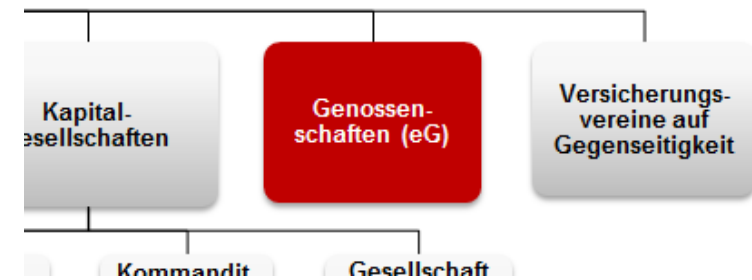 Kapital-
esellschaften
Genossen-
schaften (eG)
Versicherungs-
vereine auf
Gegenseitigkeit
Kommandit
Gesellschaft